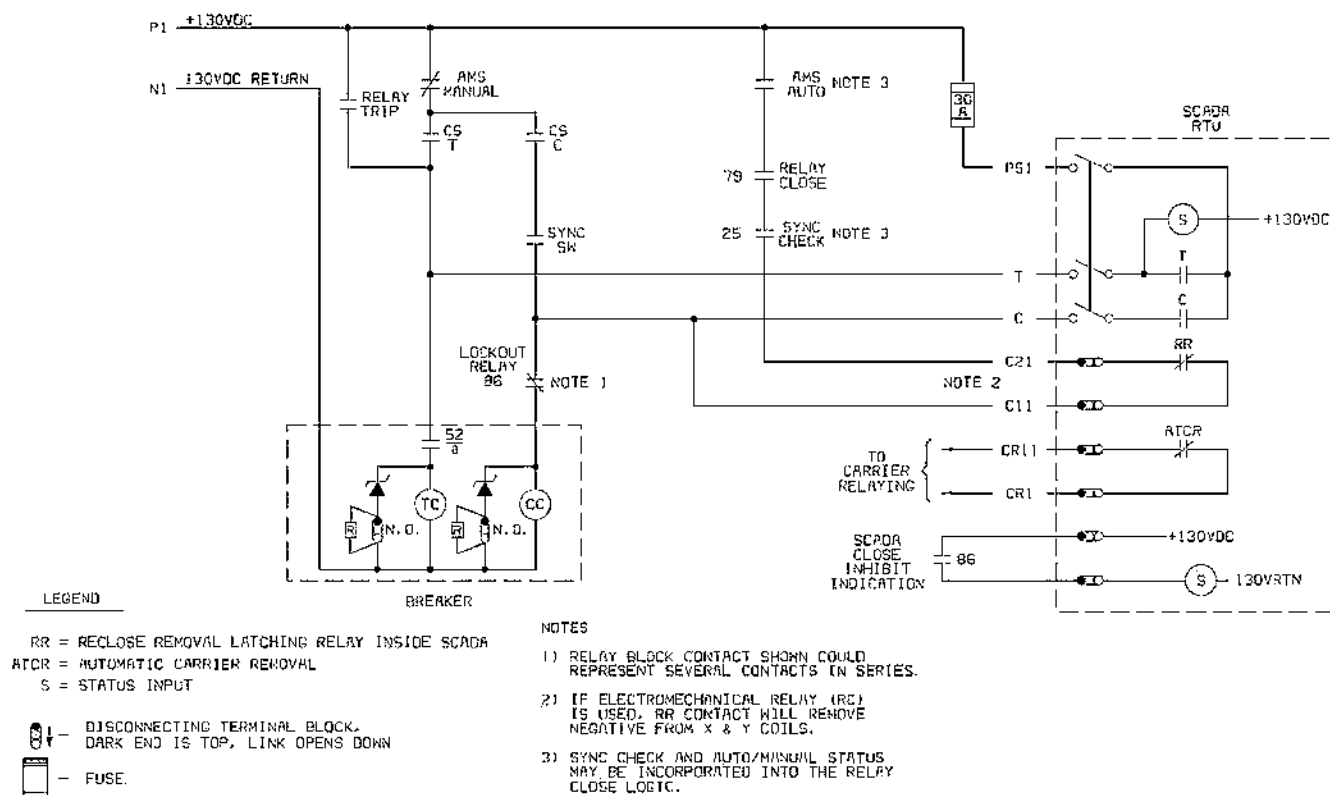 P1 +130VDC
N1 130VDC RETURN
RELAY
TRIP
AMS
MANUAL
CS
T
CS
C
SYNC
SW
AMS
AUTO
NOTE 3
79
RELAY
CLOSE
25
SYNC
CHECK
NOTE 3
30
A
SCADA
RTU
PS1
S
+130VDC
T
T
C
C
LOCKOUT
RELAY
86
NOTE 1
C21
RR
NOTE 2
C11
TO
CARRIER
RELAYING
CR11
ATCR
CR1
52
a
TC
CC
R
N.O.
R
N.O.
BREAKER
SCADA
CLOSE
INHIBIT
INDICATION
86
+130VDC
S
130VRTN
LEGEND
RR = RECLOSE REMOVAL LATCHING RELAY INSIDE SCADA
ATCR = AUTOMATIC CARRIER REMOVAL
S = STATUS INPUT
- DISCONNECTING TERMINAL BLOCK.
DARK END IS TOP, LINK OPENS DOWN
- FUSE.
NOTES
1) RELAY BLOCK CONTACT SHOWN COULD
REPRESENT SEVERAL CONTACTS IN SERIES.
2) IF ELECTROMECHANICAL RELAY (RC)
IS USED, RR CONTACT WILL REMOVE
NEGATIVE FROM X & Y COILS.
3) SYNC CHECK AND AUTO/MANUAL STATUS
MAY BE INCORPORATED INTO THE RELAY
CLOSE LOGIC.